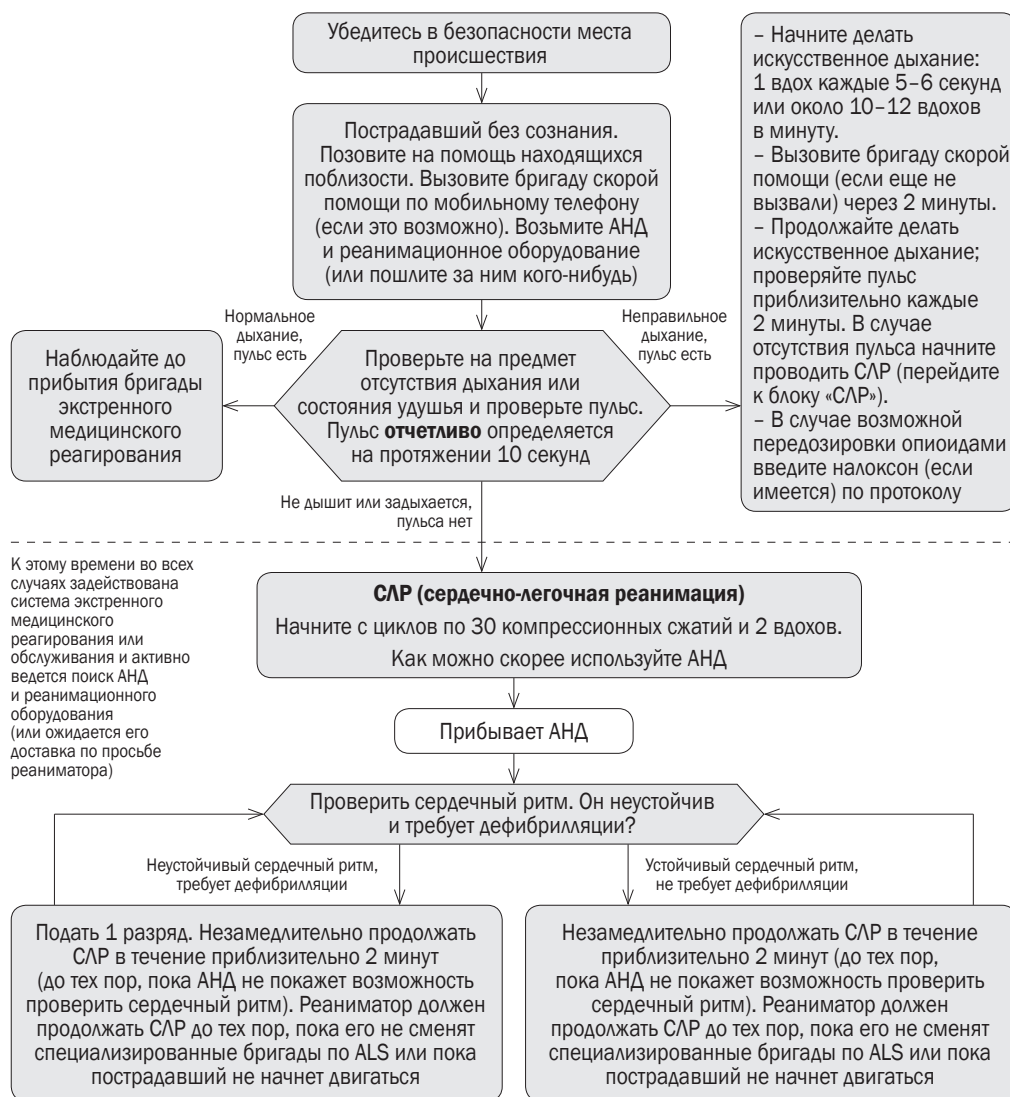 Убедитесь в безопасности места
происшествия
Пострадавший без сознания.
Позовите на помощь находящихся
поблизости. Вызовите бригаду скорой
помощи по мобильному телефону
(если это возможно). Возьмите АНД
и реанимационное оборудование
(или пошлите за ним кого-нибудь)
– Начните делать
искусственное дыхание:
1 вдох каждые 5–6 секунд
или около 10–12 вдохов
в минуту.
– Вызовите бригаду скорой
помощи (если еще не
вызвали) через 2 минуты.
– Продолжайте делать
искусственное дыхание;
проверяйте пульс
приблизительно каждые
2 минуты. В случае
отсутствия пульса начните
проводить СЛР (перейдите
к блоку «СЛР»).
– В случае возможной
передозировки опиоидами
введите налоксон (если
имеется) по протоколу
Нормальное
дыхание,
пульс есть
Неправильное
дыхание,
пульс есть
Наблюдайте до
прибытия бригады
экстренного
медицинского
реагирования
Проверьте на предмет
отсутствия дыхания или
состояния удушья и проверьте пульс.
Пульс отчетливо определяется
на протяжении 10 секунд
Не дышит или задыхается,
пульса нет
К этому времени во всех
случаях задействована
система экстренного
медицинского
реагирования или
обслуживания и активно
ведется поиск АНД
и реанимационного
оборудования
(или ожидается его
доставка по просьбе
реаниматора)
СЛР (сердечно-легочная реанимация)
Начните с циклов по 30 компрессионных сжатий и 2 вдохов.
Как можно скорее используйте АНД
Прибывает АНД
Проверить сердечный ритм. Он неустойчив
и требует дефибрилляции?
Неустойчивый сердечный ритм,
требует дефибрилляции
Устойчивый сердечный ритм,
не требует дефибрилляции
Подать 1 разряд. Незамедлительно продолжать
СЛР в течение приблизительно 2 минут
(до тех пор, пока АНД не покажет возможность
проверить сердечный ритм). Реаниматор должен
продолжать СЛР до тех пор, пока его не сменят
специализированные бригады по ALS или пока
пострадавший не начнет двигаться
Незамедлительно продолжать СЛР в течение
приблизительно 2 минут (до тех пор,
пока АНД не покажет возможность проверить
сердечный ритм). Реаниматор должен
продолжать СЛР до тех пор, пока его не сменят
специализированные бригады по ALS или пока
пострадавший не начнет двигаться